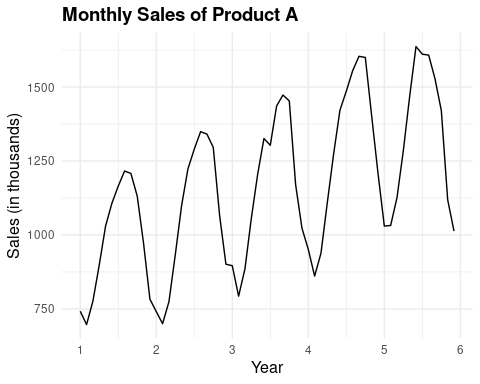 Monthly Sales of Product A
Sales (in thousands)
1500
1250
1000
750
1 2 3 4 5 6
Year